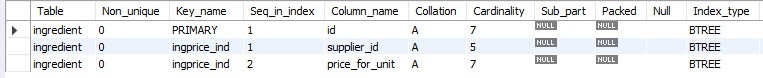 Table Non_unique Key_name Seq_in_index Column_name Collation Cardinality Sub_part Packed Null Index_type
ingredient 0 PRIMARY 1 id A 7 NULL NULL BTREE
ingredient 0 ingprice_ind 1 supplier_id A 5 NULL NULL BTREE
ingredient 0 ingprice_ind 2 price_for_unit A 7 NULL NULL BTREE